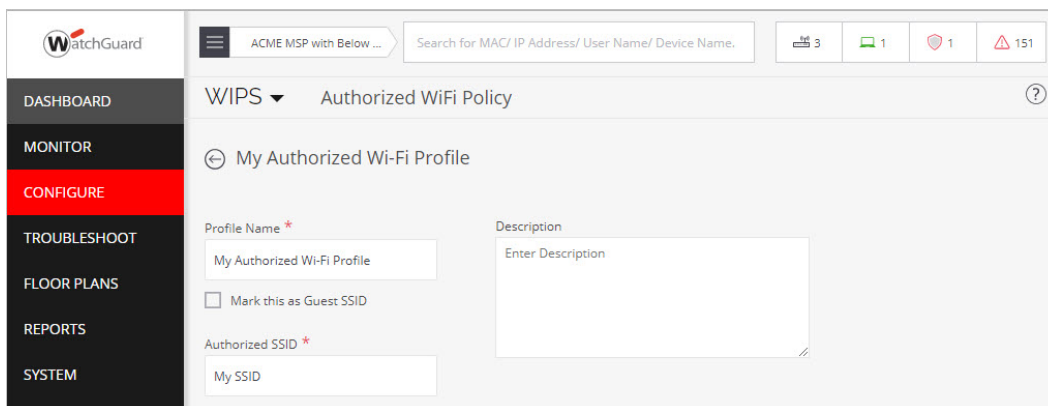 WatchGuard
ACME MSP with Below ...
Search for MAC/ IP Address/ User Name/ Device Name.
3
1
1
151
DASHBOARD
WIPS
Authorized WiFi Policy
?
MONITOR
My Authorized Wi-Fi Profile
CONFIGURE
TROUBLESHOOT
Profile Name *
Description
My Authorized Wi-Fi Profile
Enter Description
FLOOR PLANS
Mark this as Guest SSID
REPORTS
Authorized SSID *
SYSTEM
My SSID